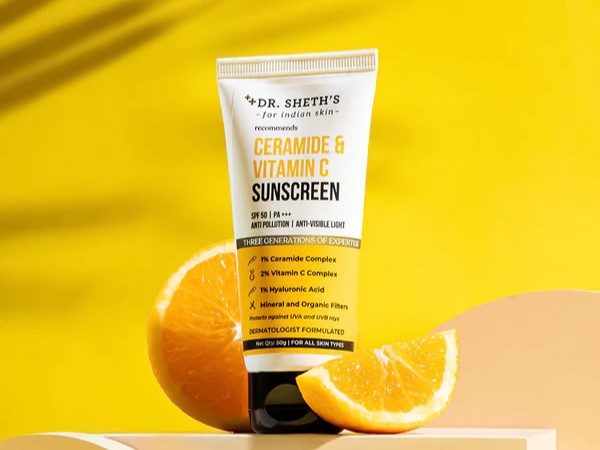 DR. SHETH'S
-for indian skin-
recommends
CERAMIDE &
VITAMIN C
SUNSCREEN
SPF 50 | PA +++
ANTI POLLUTION | ANTI-VISIBLE LIGHT
THREE GENERATIONS OF EXPERTISE
1% Ceramide Complex
2% Vitamin C Complex
1% Hyaluronic Acid
Mineral and Organic Filters
Protects against UVA and UVB rays
DERMATOLOGIST FORMULATED
Net Qty: 50g | FOR ALL SKIN TYPES